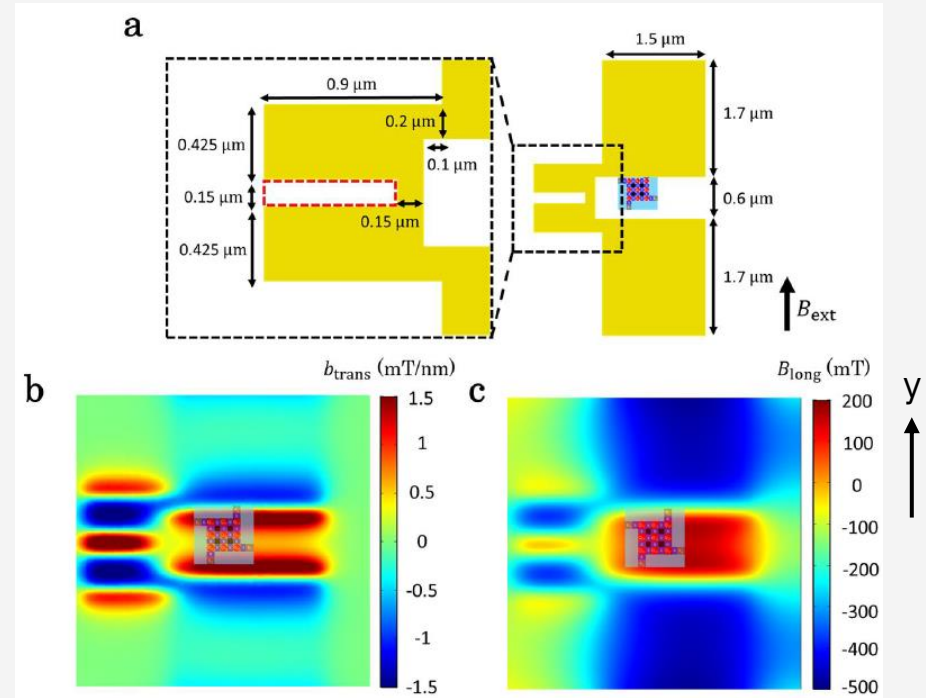 a
1.5 µm
0.9 µm
0.2 µm
1.7 µm
0.425 µm
0.1 µm
0.15 µm
0.6 µm
0.15 µm
0.425 µm
1.7 µm
B_ext
b
b_trans (mT/nm)
1.5
1
0.5
0
-0.5
-1
-1.5
c
B_long (mT)
200
100
0
-100
-200
-300
-400
-500
y